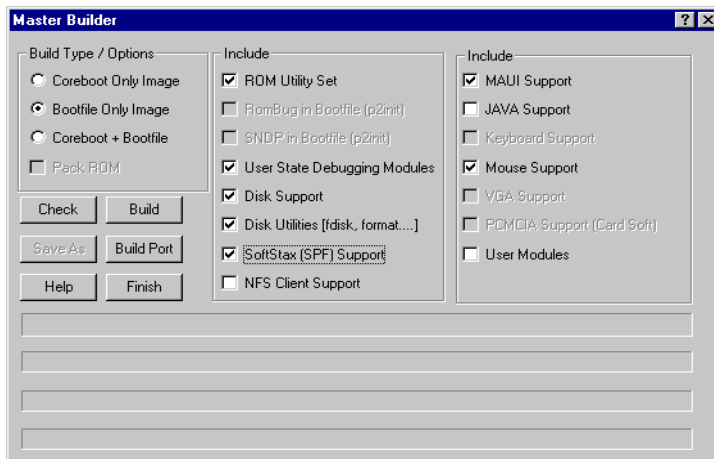 Master Builder
Build Type / Options
Coreboot Only Image
Bootfile Only Image
Coreboot + Bootfile
Pack ROM
Check
Build
Save As
Build Port
Help
Finish
Include
ROM Utility Set
RomBug in Bootfile (p2init)
SNDP in Bootfile (p2init)
User State Debugging Modules
Disk Support
Disk Utilities [fdisk, format....]
SoftStax (SPF) Support
NFS Client Support
Include
MAUI Support
JAVA Support
Keyboard Support
Mouse Support
VGA Support
PCMCIA Support (Card Soft)
User Modules